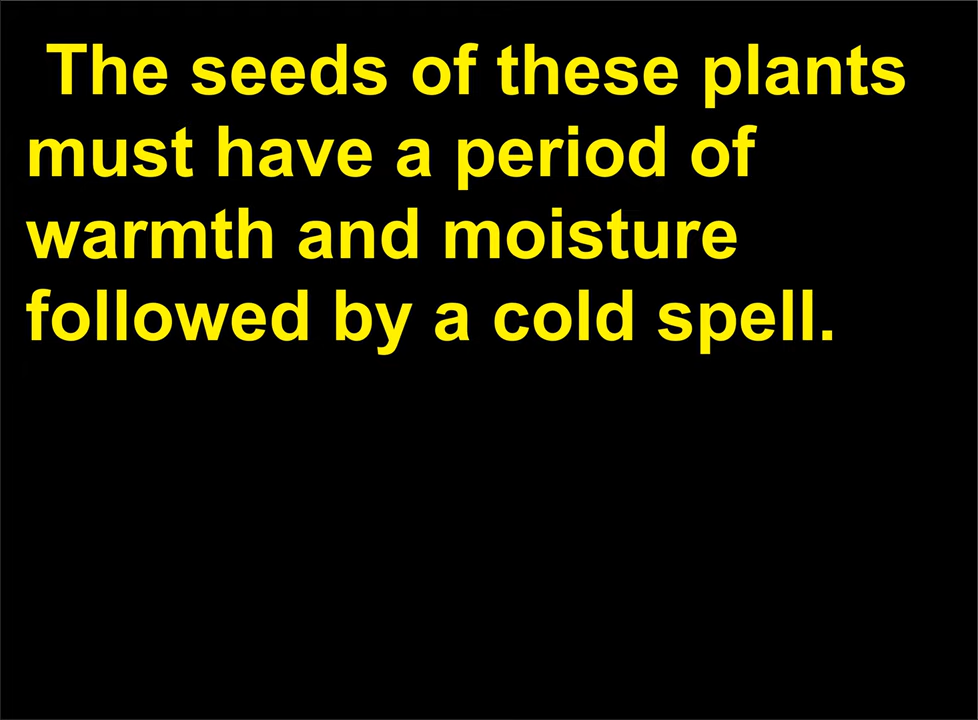 The seeds of these plants
must have a period of
warmth and moisture
followed by a cold spell.